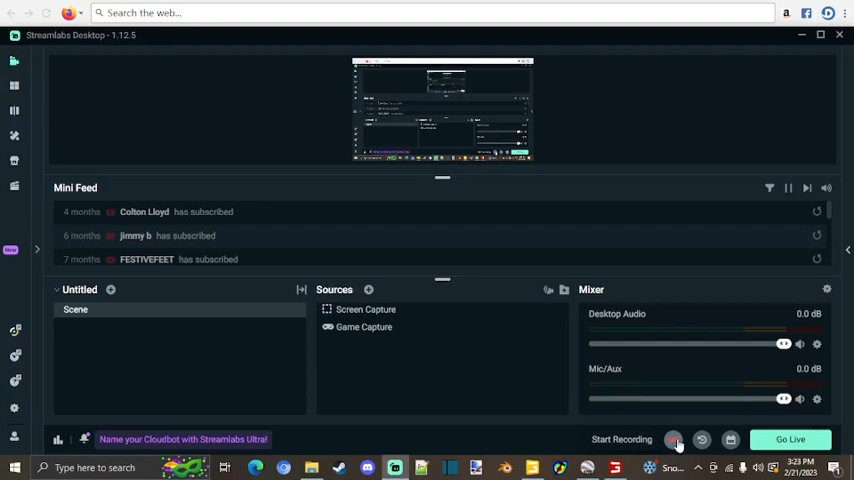 Search the web...
Streamlabs Desktop - 1.12.5
Mini Feed
4 months Colton Lloyd has subscribed
6 months jimmy b has subscribed
7 months FESTIVEFEET has subscribed
New
Untitled
Sources
Mixer
Scene
Screen Capture
Game Capture
Desktop Audio 0.0 dB
Mic/Aux 0.0 dB
Name your Cloudbot with Streamlabs Ultra!
Start Recording
Go Live
Type here to search
Sno...
3:23 PM
2/21/2023